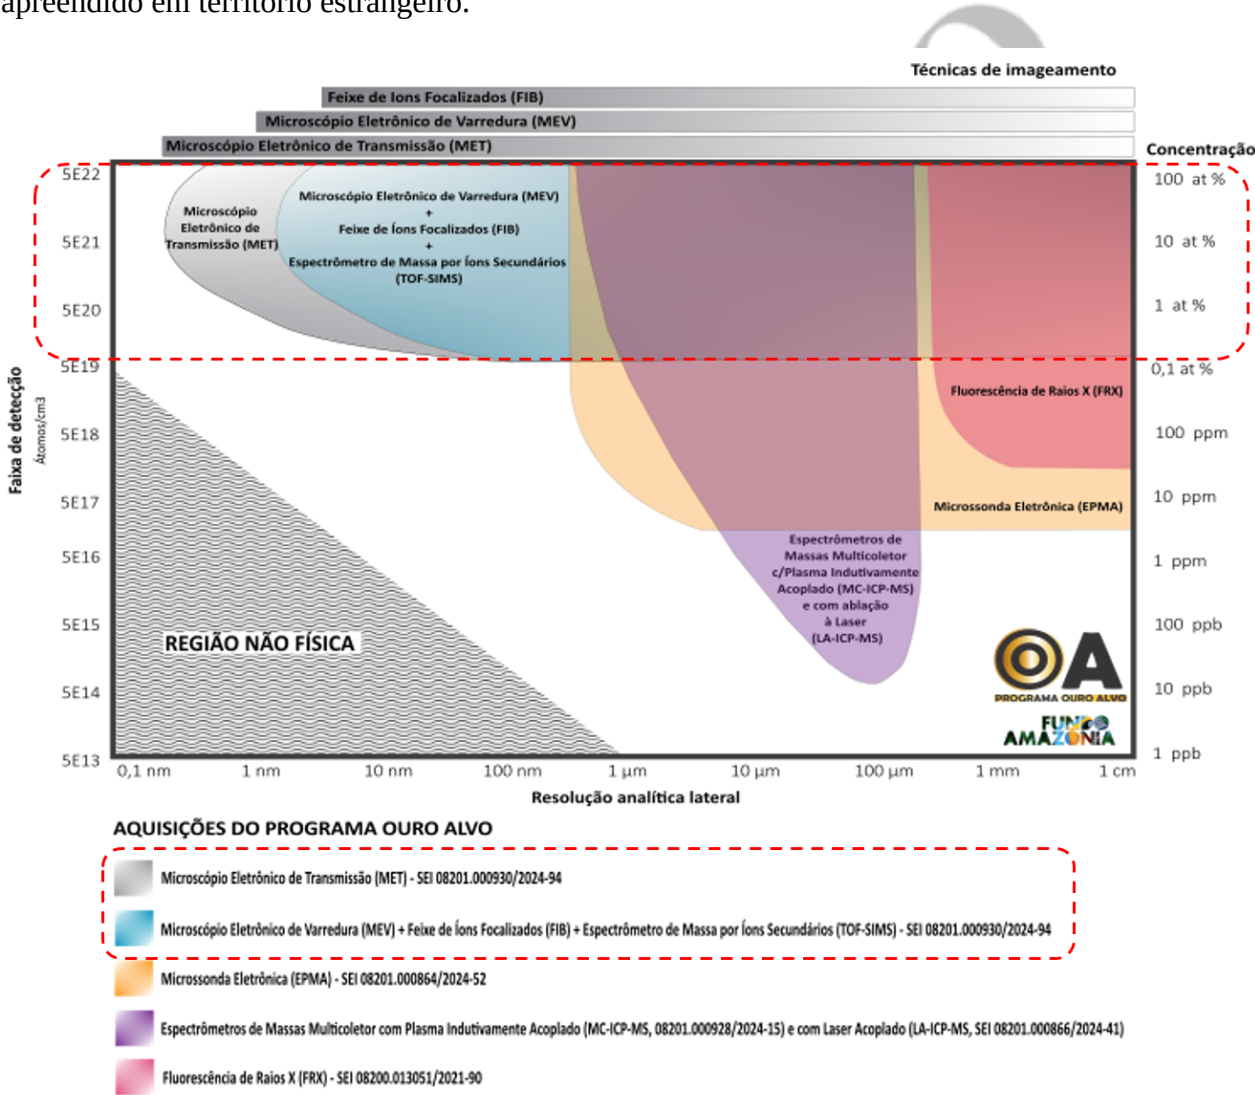 apreendido em território estrangeiro.
Técnicas de imageamento
Feixe de Ions Focalizados (FIB)
Microscópio Eletrônico de Varredura (MEV)
Microscópio Eletrônico de Transmissão (MET)
Concentração
5E22
5E21
5E20
5E19
5E18
5E17
5E16
5E15
5E14
5E13
Faixa de detecção
Átomos/cm3
Microscópio
Eletrônico de
Transmissão (MET)
Microscópio Eletrônico de Varredura (MEV)
+
Feixe de Íons Focalizados (FIB)
+
Espectrômetro de Massa por Íons Secundários
(TOF-SIMS)
100 at %
10 at %
1 at %
0,1 at %
100 ppm
10 ppm
1 ppm
100 ppb
10 ppb
1 ppb
Fluorescência de Raios X (FRX)
Microssonda Eletrônica (EPMA)
Espectrômetros de
Massas Multicoletor
c/Plasma Indutivamente
Acoplado (MC-ICP-MS)
e com ablação
à Laser
(LA-ICP-MS)
REGIÃO NÃO FÍSICA
OA
PROGRAMA OURO ALVO
FUNDO
AMAZÔNIA
0,1 nm
1 nm
10 nm
100 nm
1 µm
10 µm
100 µm
1 mm
1 cm
Resolução analítica lateral
AQUISIÇÕES DO PROGRAMA OURO ALVO
Microscópio Eletrônico de Transmissão (MET) - SEI 08201.000930/2024-94
Microscópio Eletrônico de Varredura (MEV) + Feixe de Íons Focalizados (FIB) + Espectrômetro de Massa por Íons Secundários (TOF-SIMS) - SEI 08201.000930/2024-94
Microssonda Eletrônica (EPMA) - SEI 08201.000864/2024-52
Espectrômetros de Massas Multicoletor com Plasma Indutivamente Acoplado (MC-ICP-MS, 08201.000928/2024-15) e com Laser Acoplado (LA-ICP-MS, SEI 08201.000866/2024-41)
Fluorescência de Raios X (FRX) - SEI 08200.013051/2021-90